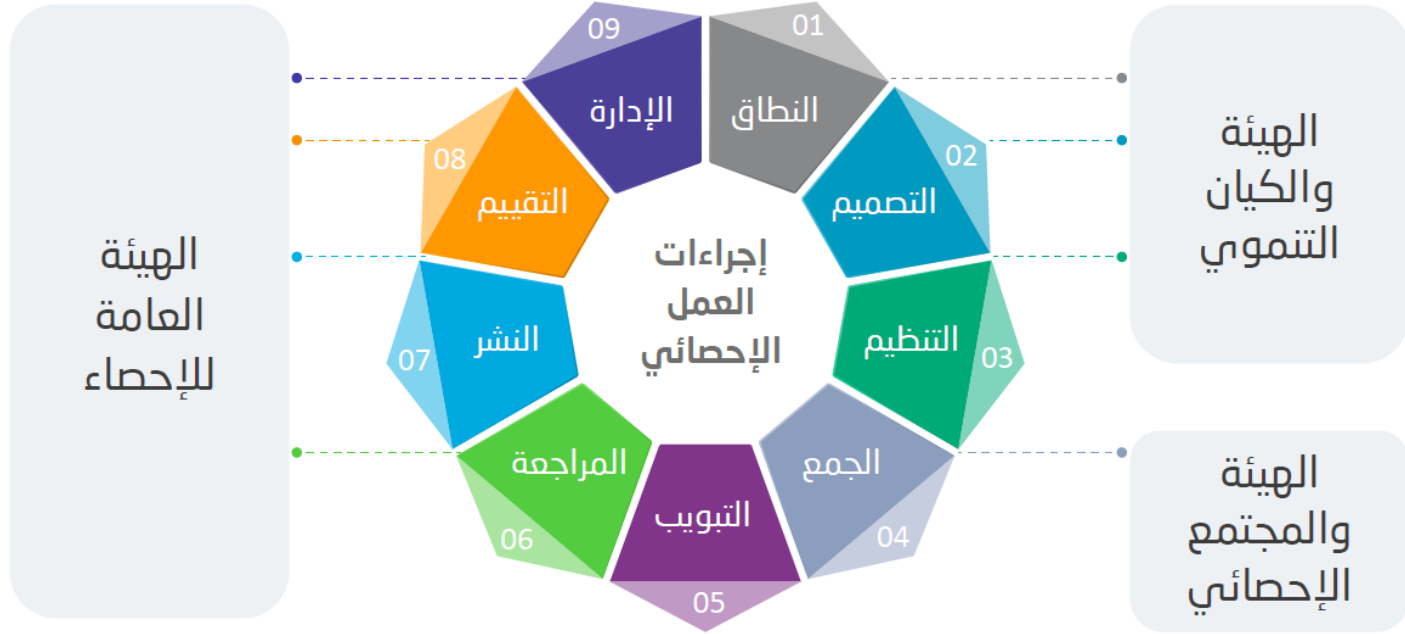 01
النطاق
02
التصميم
03
التنظيم
04
الجمع
05
التبويب
06
المراجعة
07
النشر
08
التقييم
09
الإدارة
إجراءات
العمل
الإحصائي
الهيئة
والكيان
التنموي
الهيئة
والمجتمع
الإحصائي
الهيئة
العامة
للإحصاء